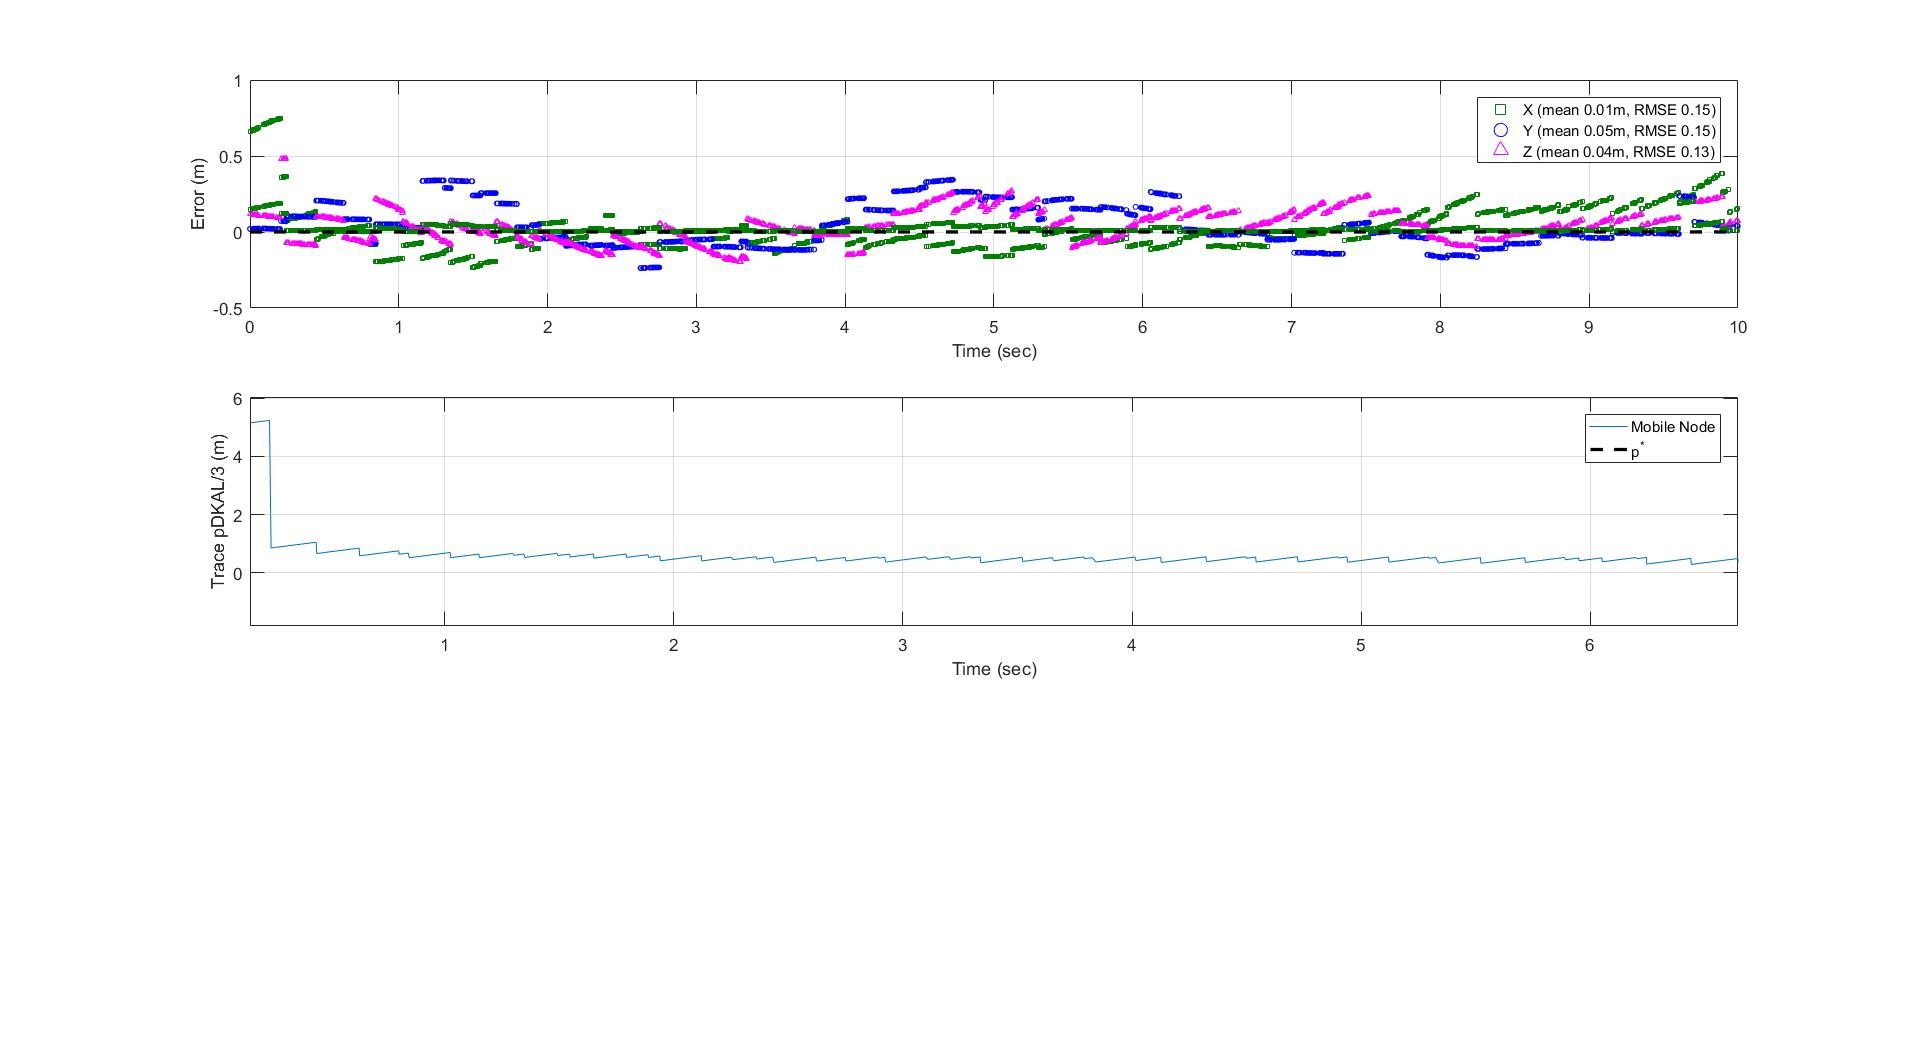 1
0.5
0
-0.5
Error (m)
X (mean 0.01m, RMSE 0.15)
Y (mean 0.05m, RMSE 0.15)
Z (mean 0.04m, RMSE 0.13)
0 1 2 3 4 5 6 7 8 9 10
Time (sec)
6
4
2
0
Trace pDKAL/3 (m)
Mobile Node
p*
1 2 3 4 5 6
Time (sec)